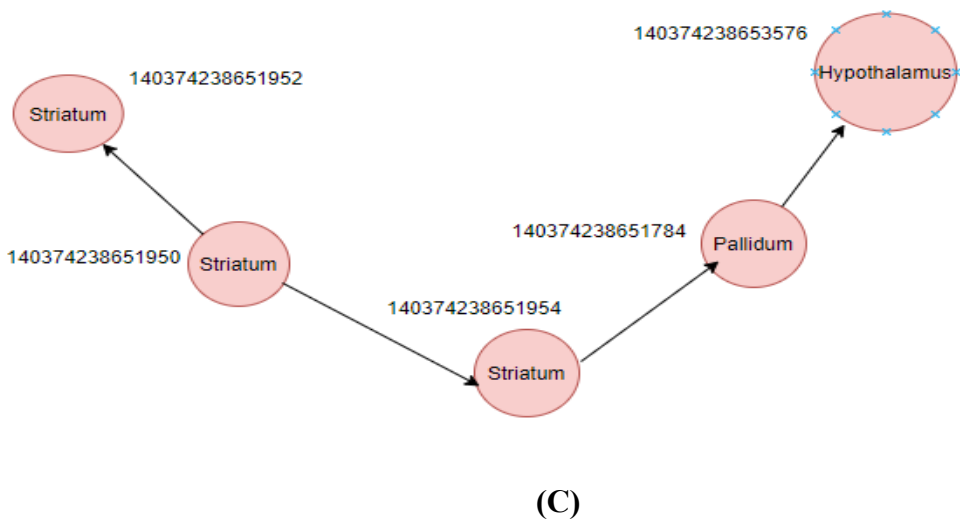 140374238653576
Hypothalamus
140374238651952
Striatum
140374238651784
Pallidum
140374238651950
Striatum
140374238651954
Striatum
(C)